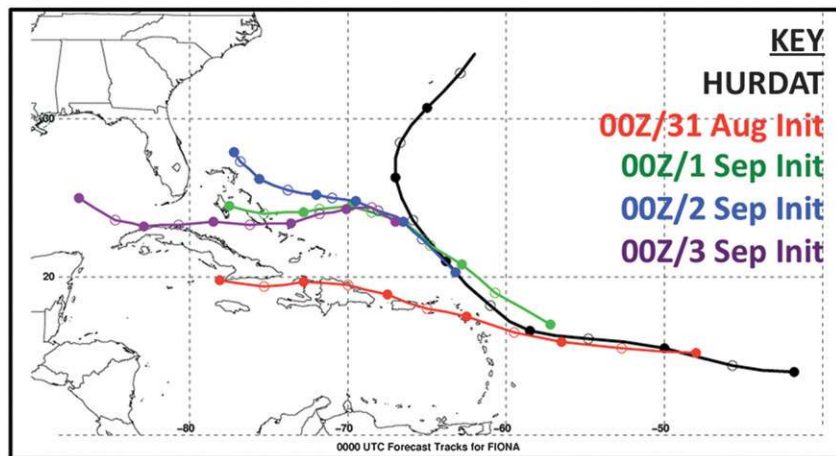 KEY
HURDAT
00Z/31 Aug Init
00Z/1 Sep Init
00Z/2 Sep Init
00Z/3 Sep Init
30
20
-80
-70
-60
-50
0000 UTC Forecast Tracks for FIONA